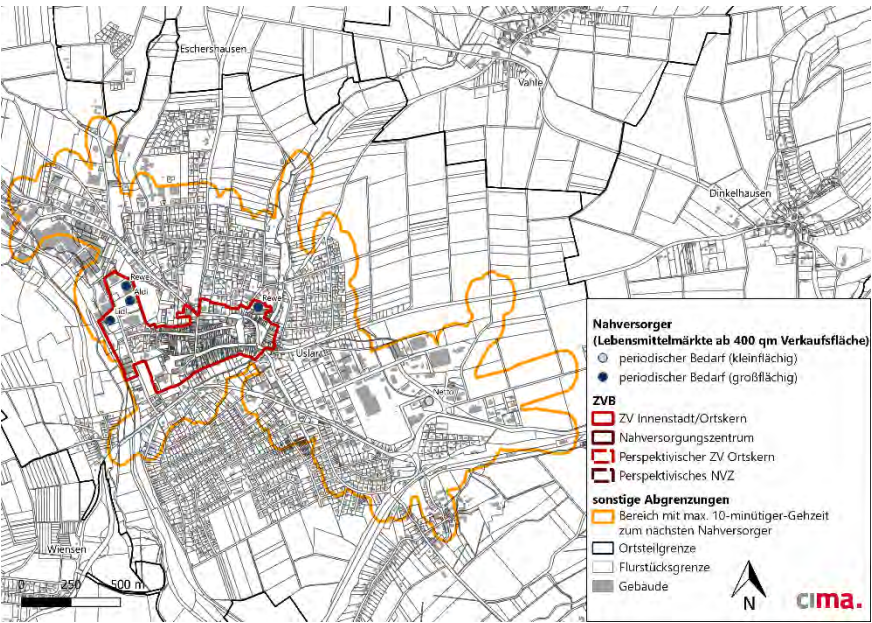 Eschershausen
Vahle
Dinkelhausen
Rewe
Aldi
Lidl
Rewe
Uslar
Netto
Wiensen
0 250 500 m
Nahversorger
(Lebensmittelmärkte ab 400 qm Verkaufsfläche)
periodischer Bedarf (kleinflächig)
periodischer Bedarf (großflächig)
ZVB
ZV Innenstadt/Ortskern
Nahversorgungszentrum
Perspektivischer ZV Ortskern
Perspektivisches NVZ
sonstige Abgrenzungen
Bereich mit max. 10-minütiger-Gehzeit
zum nächsten Nahversorger
Ortsteilgrenze
Flurstücksgrenze
Gebäude
N
cima.